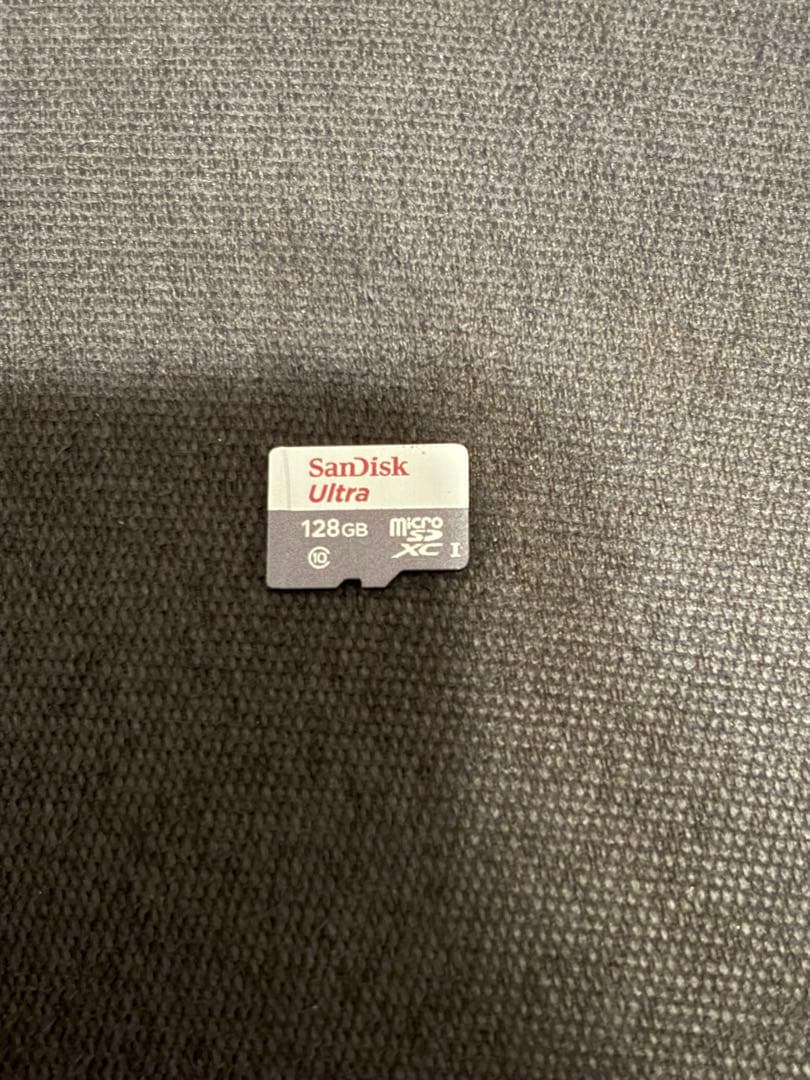 SanDisk
Ultra
128GB
micro
SD
XC I
10